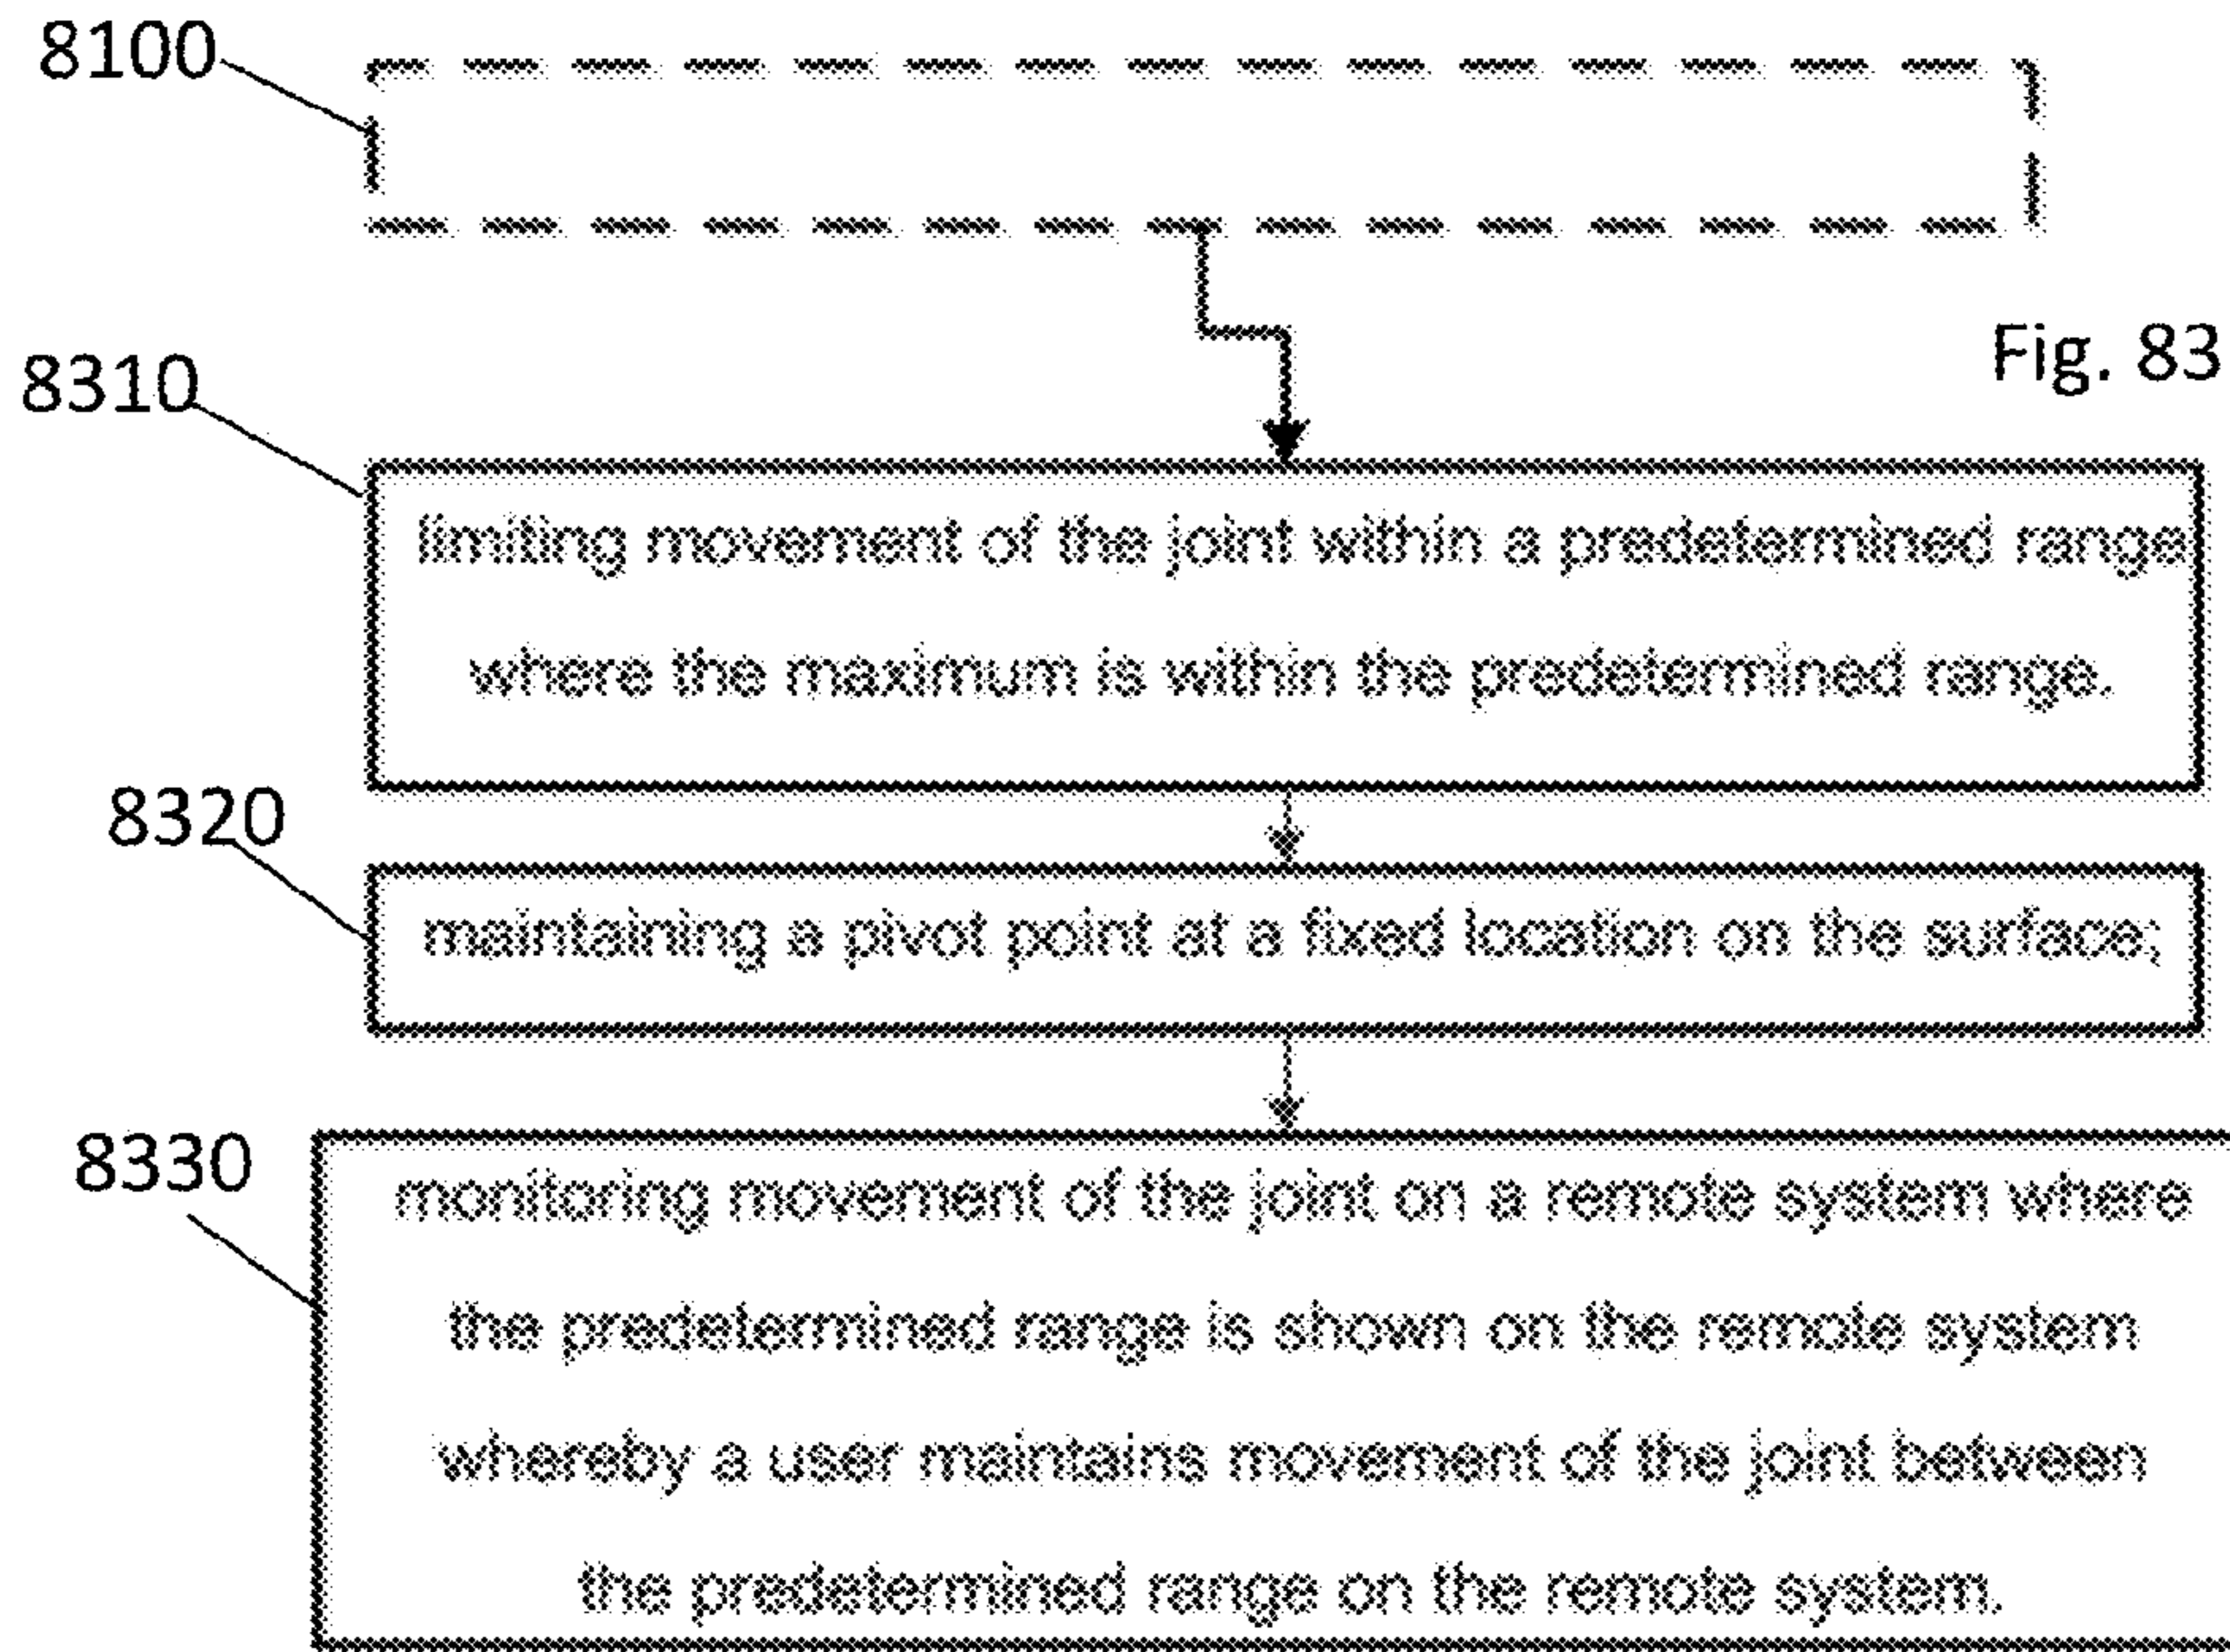 8100
Fig. 83
8310
limiting movement of the joint within a predetermined range
where the maximum is within the predetermined range.
8320
maintaining a pivot point at a fixed location on the surface;
8330
monitoring movement of the joint on a remote system where
the predetermined range is shown on the remote system
whereby a user maintains movement of the joint between
the predetermined range on the remote system.